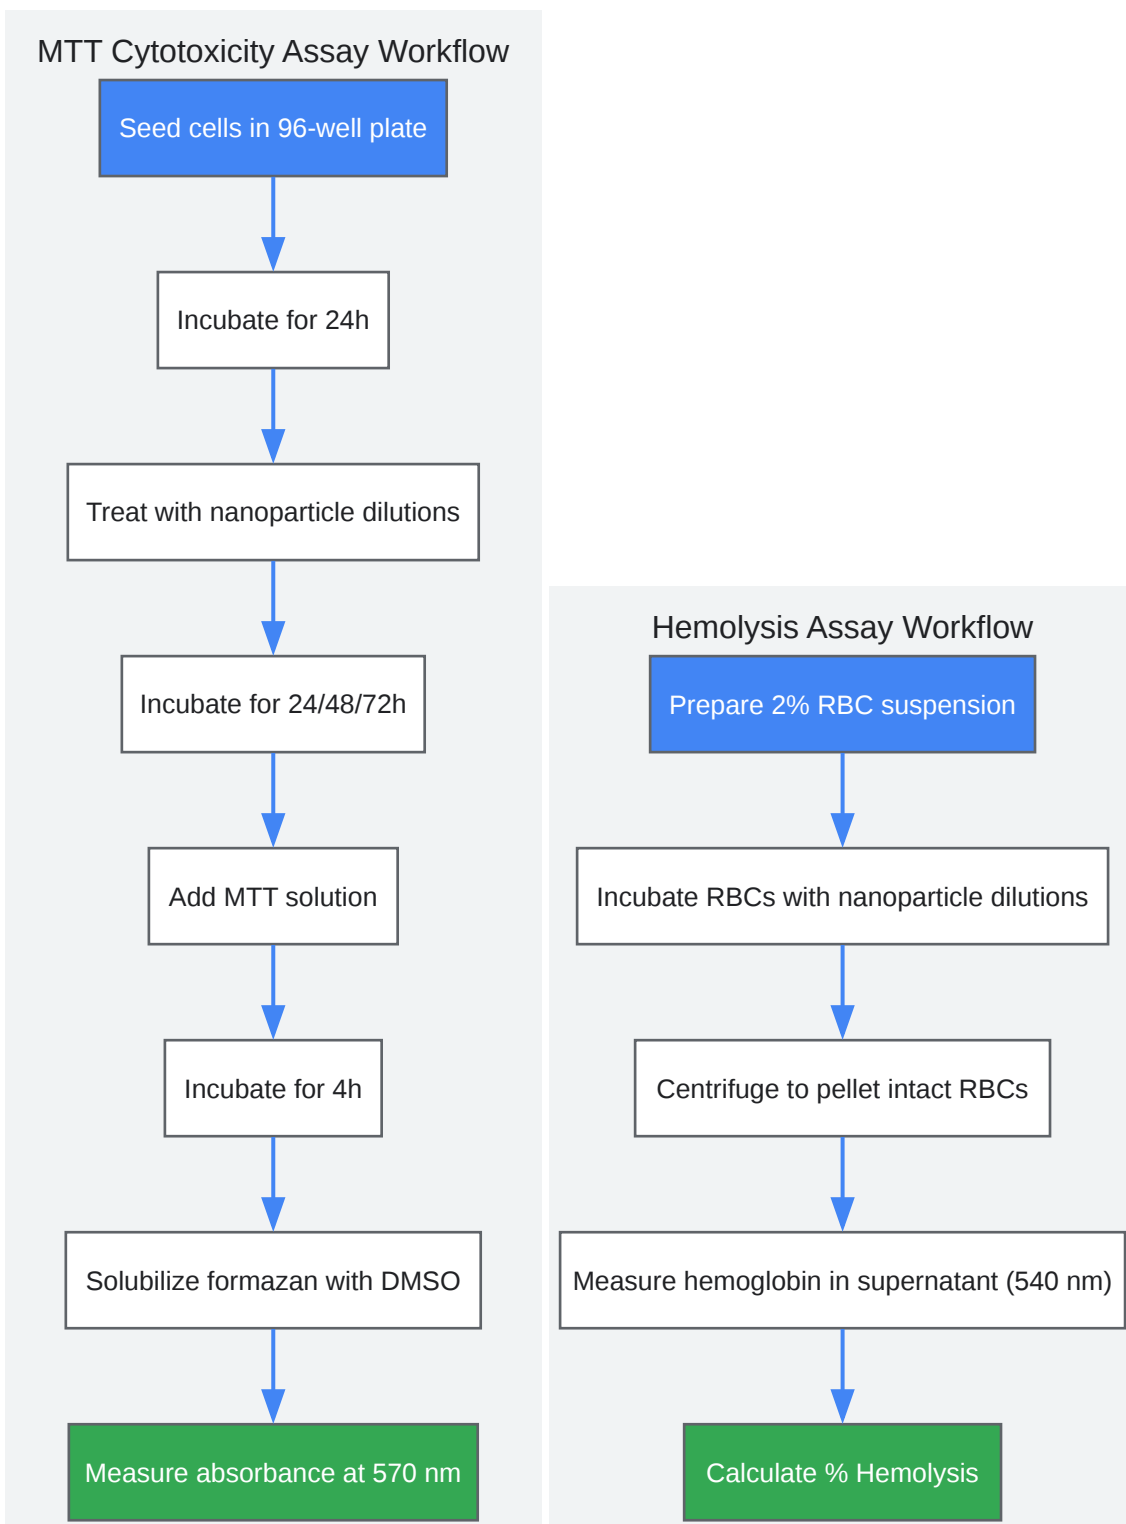 MTT Cytotoxicity Assay Workflow
Seed cells in 96-well plate
Incubate for 24h
Treat with nanoparticle dilutions
Incubate for 24/48/72h
Add MTT solution
Incubate for 4h
Solubilize formazan with DMSO
Measure absorbance at 570 nm
Hemolysis Assay Workflow
Prepare 2% RBC suspension
Incubate RBCs with nanoparticle dilutions
Centrifuge to pellet intact RBCs
Measure hemoglobin in supernatant (540 nm)
Calculate % Hemolysis